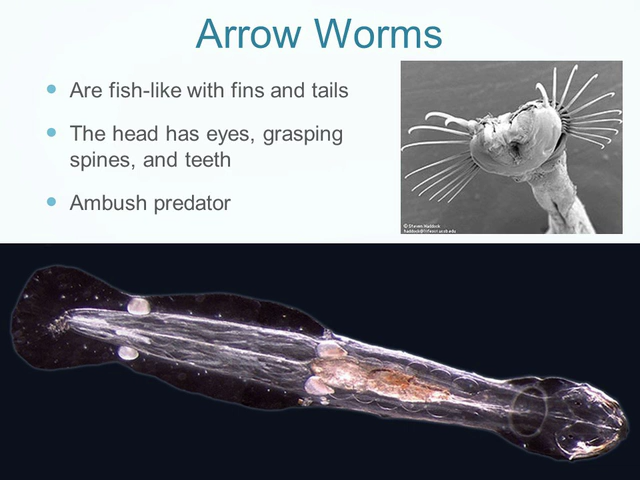 Arrow Worms
Are fish-like with fins and tails
The head has eyes, grasping
spines, and teeth
Ambush predator
© Steven Haddock